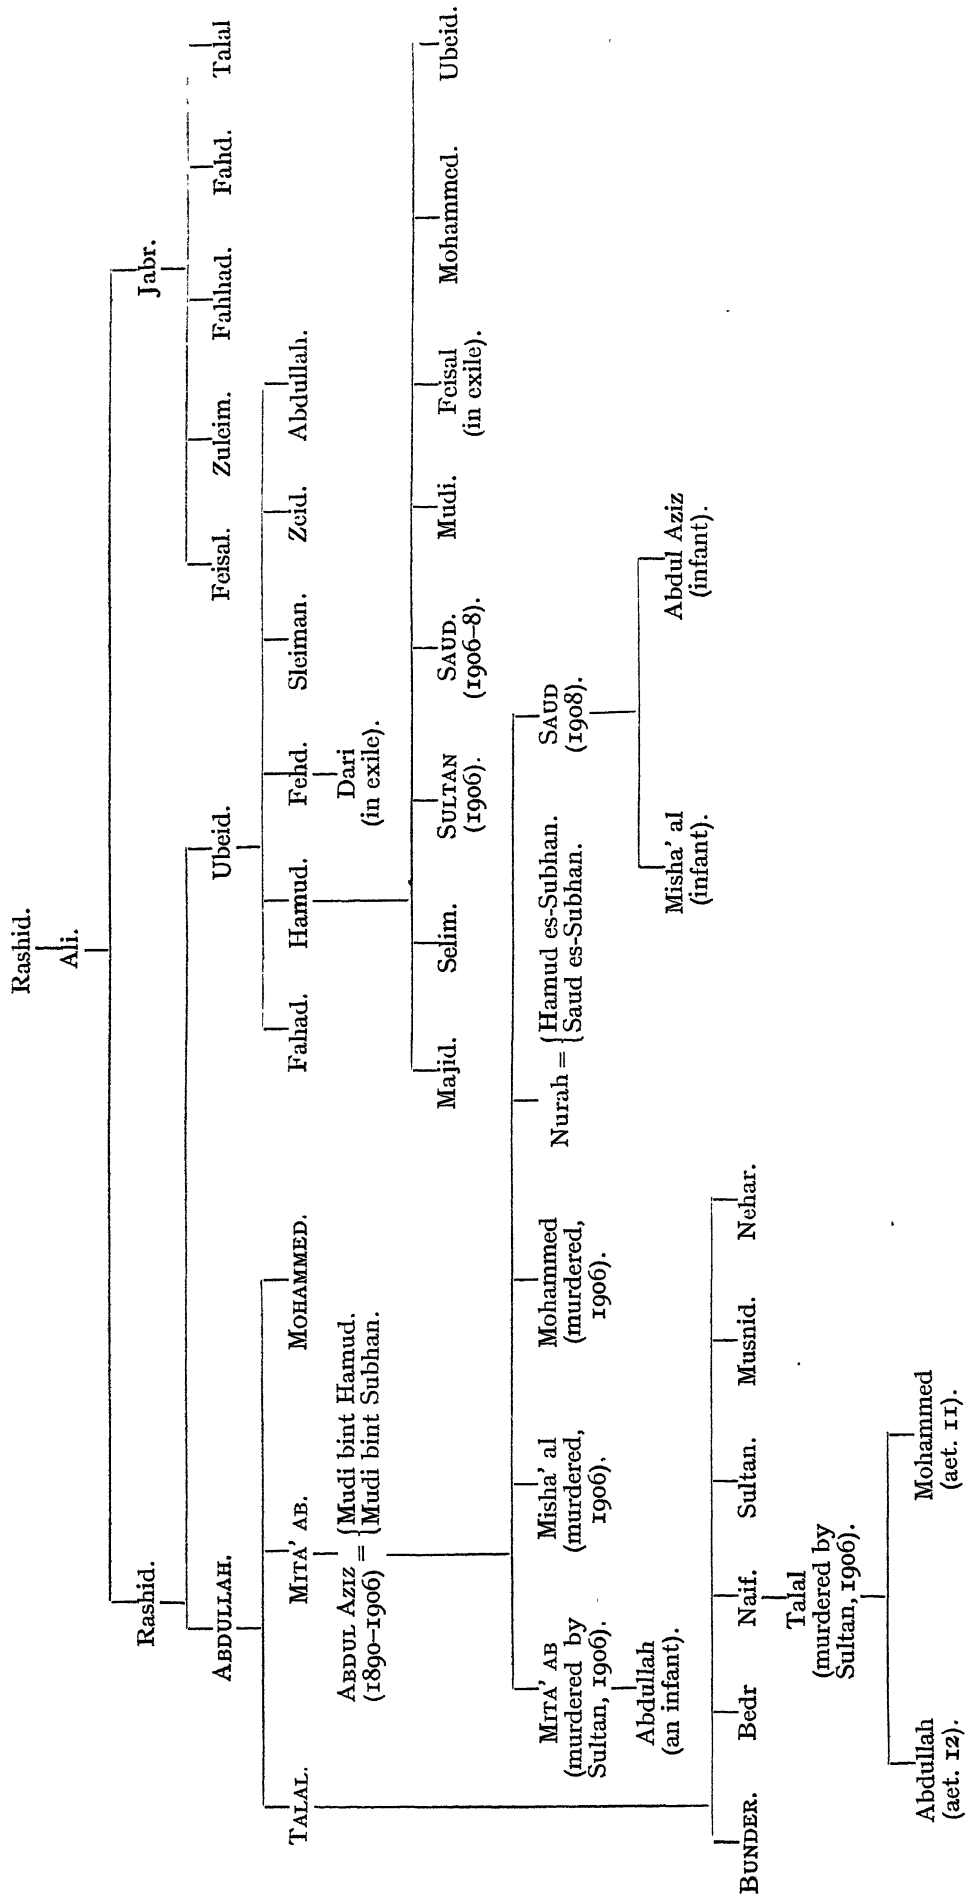 Rashid.
Ali.
Rashid.
Jabr.
ABDULLAH.
Ubeid.
Feisal.
Zuleim.
Fahhad.
Fahd.
Talal
TALAL.
MITA' AB.
MOHAMMED.
Fahad.
Hamud.
Fehd.
Sleiman.
Zeid.
Abdullah.
ABDUL AZIZ = {Mudi bint Hamud.
(1890–1906) {Mudi bint Subhan.
Dari
(in exile).
Majid.
Selim.
SULTAN
(1906).
SAUD.
(1906–8).
Mudi.
Feisal
(in exile).
Mohammed.
Ubeid.
MITA' AB
(murdered by
Sultan, 1906).
Misha' al
(murdered,
1906).
Mohammed
(murdered,
1906).
Nurah = {Hamud es-Subhan.
{Saud es-Subhan.
SAUD
(1908).
Abdullah
(an infant).
Misha' al
(infant).
Abdul Aziz
(infant).
BUNDER.
Bedr
Naif.
Sultan.
Musnid.
Nehar.
Talal
(murdered by
Sultan, 1906).
Abdullah
(aet. 12).
Mohammed
(aet. 11).